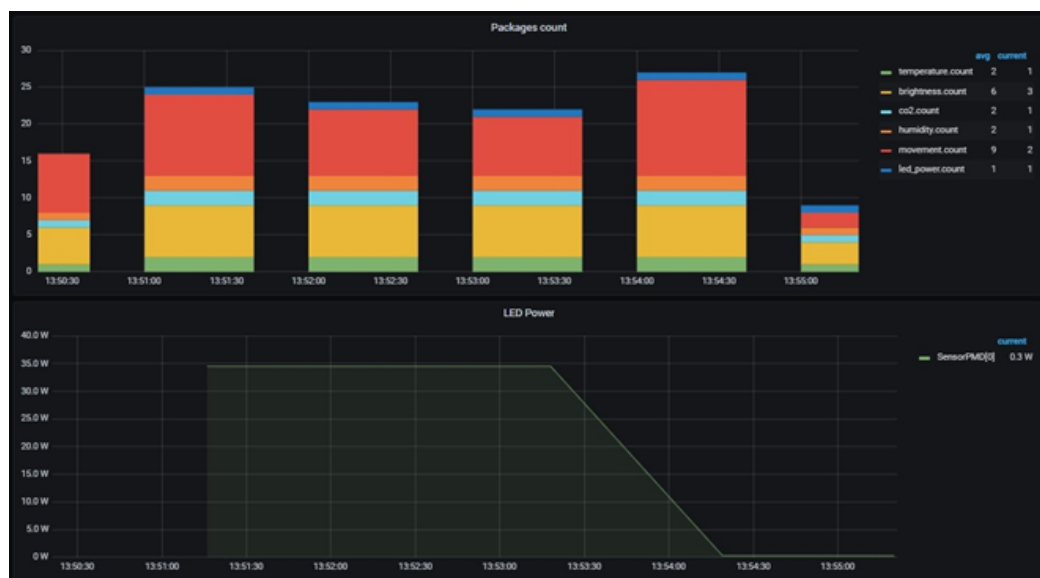 Packages count
30
25
20
15
10
5
0
13:50:30 13:51:00 13:51:30 13:52:00 13:52:30 13:53:00 13:53:30 13:54:00 13:54:30 13:55:00
avg current
temperature.count 2 1
brightness.count 6 3
co2.count 2 1
humidity.count 2 1
movement.count 9 2
led_power.count 1 1
LED Power
40.0 W
35.0 W
30.0 W
25.0 W
20.0 W
15.0 W
10.0 W
5.0 W
0 W
13:50:30 13:51:00 13:51:30 13:52:00 13:52:30 13:53:00 13:53:30 13:54:00 13:54:30 13:55:00
current
SensorPMD[0] 0.3 W